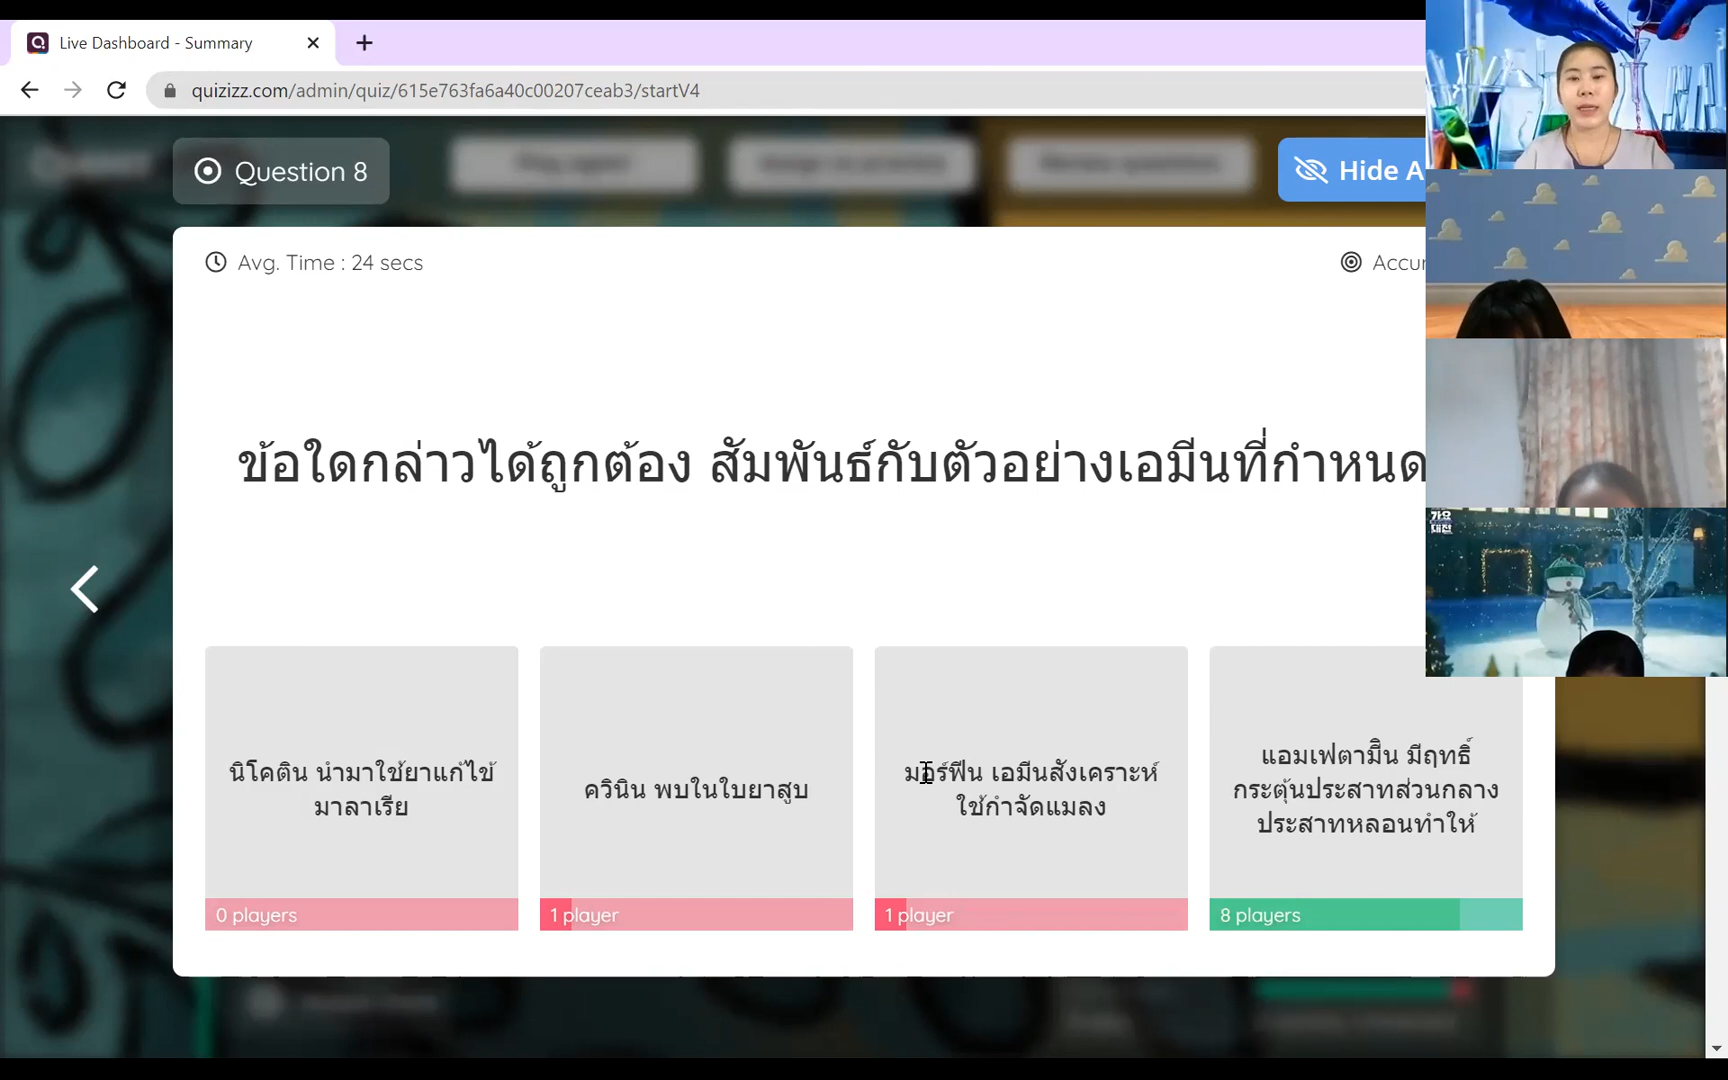 Live Dashboard - Summary
quizizz.com/admin/quiz/615e763fa6a40c00207ceab3/startV4
Question 8
Hide A
Avg. Time : 24 secs
Accur
ข้อใดกล่าวได้ถูกต้อง สัมพันธ์กับตัวอย่างเอมีนที่กำหนด
นิโคติน นำมาใช้ยาแก้ไข้
มาลาเรีย
0 players
ควินิน พบในใบยาสูบ
1 player
มอร์ฟีน เอมีนสังเคราะห์
ใช้กำจัดแมลง
1 player
แอมเฟตามีิน มีฤทธิ์
กระตุ้นประสาทส่วนกลาง
ประสาทหลอนทำให้
8 players
가요
대전